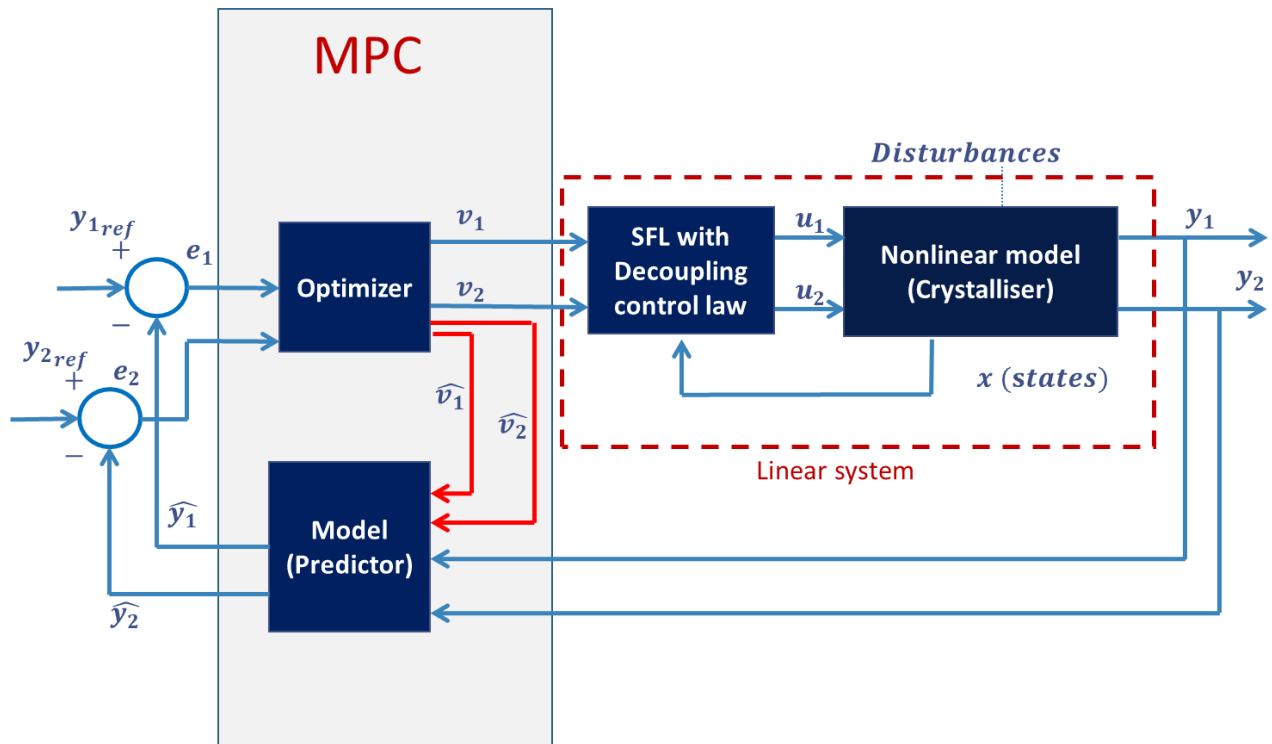 MPC
Disturbances
y₁ref
+
−
e₁
y₂ref
+
−
e₂
Optimizer
v₁
v₂
v̂₁
v̂₂
SFL with
Decoupling
control law
u₁
u₂
Nonlinear model
(Crystalliser)
y₁
y₂
x (states)
Linear system
Model
(Predictor)
ŷ₁
ŷ₂